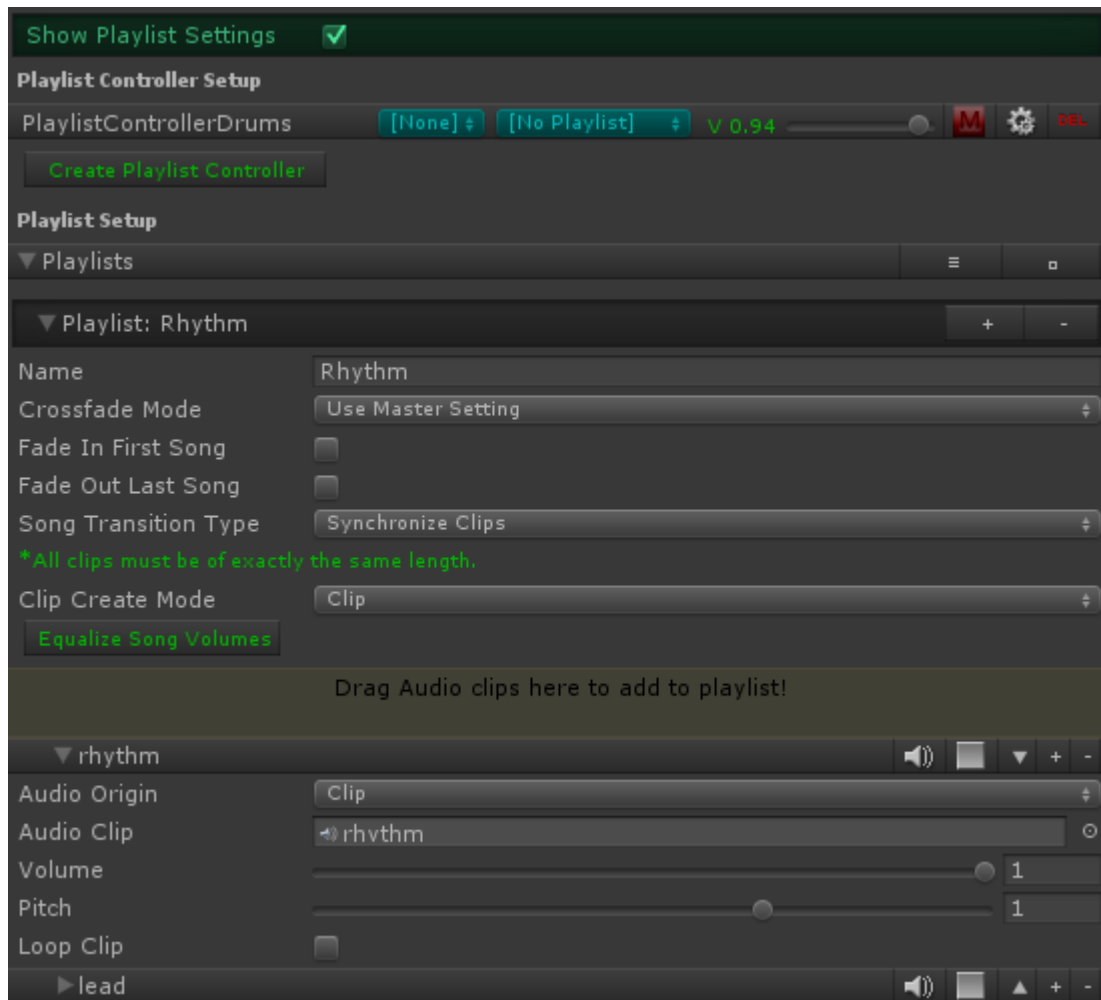 Show Playlist Settings
Playlist Controller Setup
PlaylistControllerDrums [None] [No Playlist] V 0.94 M DEL
Create Playlist Controller
Playlist Setup
Playlists
Playlist: Rhythm + -
Name Rhythm
Crossfade Mode Use Master Setting
Fade In First Song
Fade Out Last Song
Song Transition Type Synchronize Clips
*All clips must be of exactly the same length.
Clip Create Mode Clip
Equalize Song Volumes
Drag Audio clips here to add to playlist!
rhythm + -
Audio Origin Clip
Audio Clip rhythm
Volume 1
Pitch 1
Loop Clip
lead + -